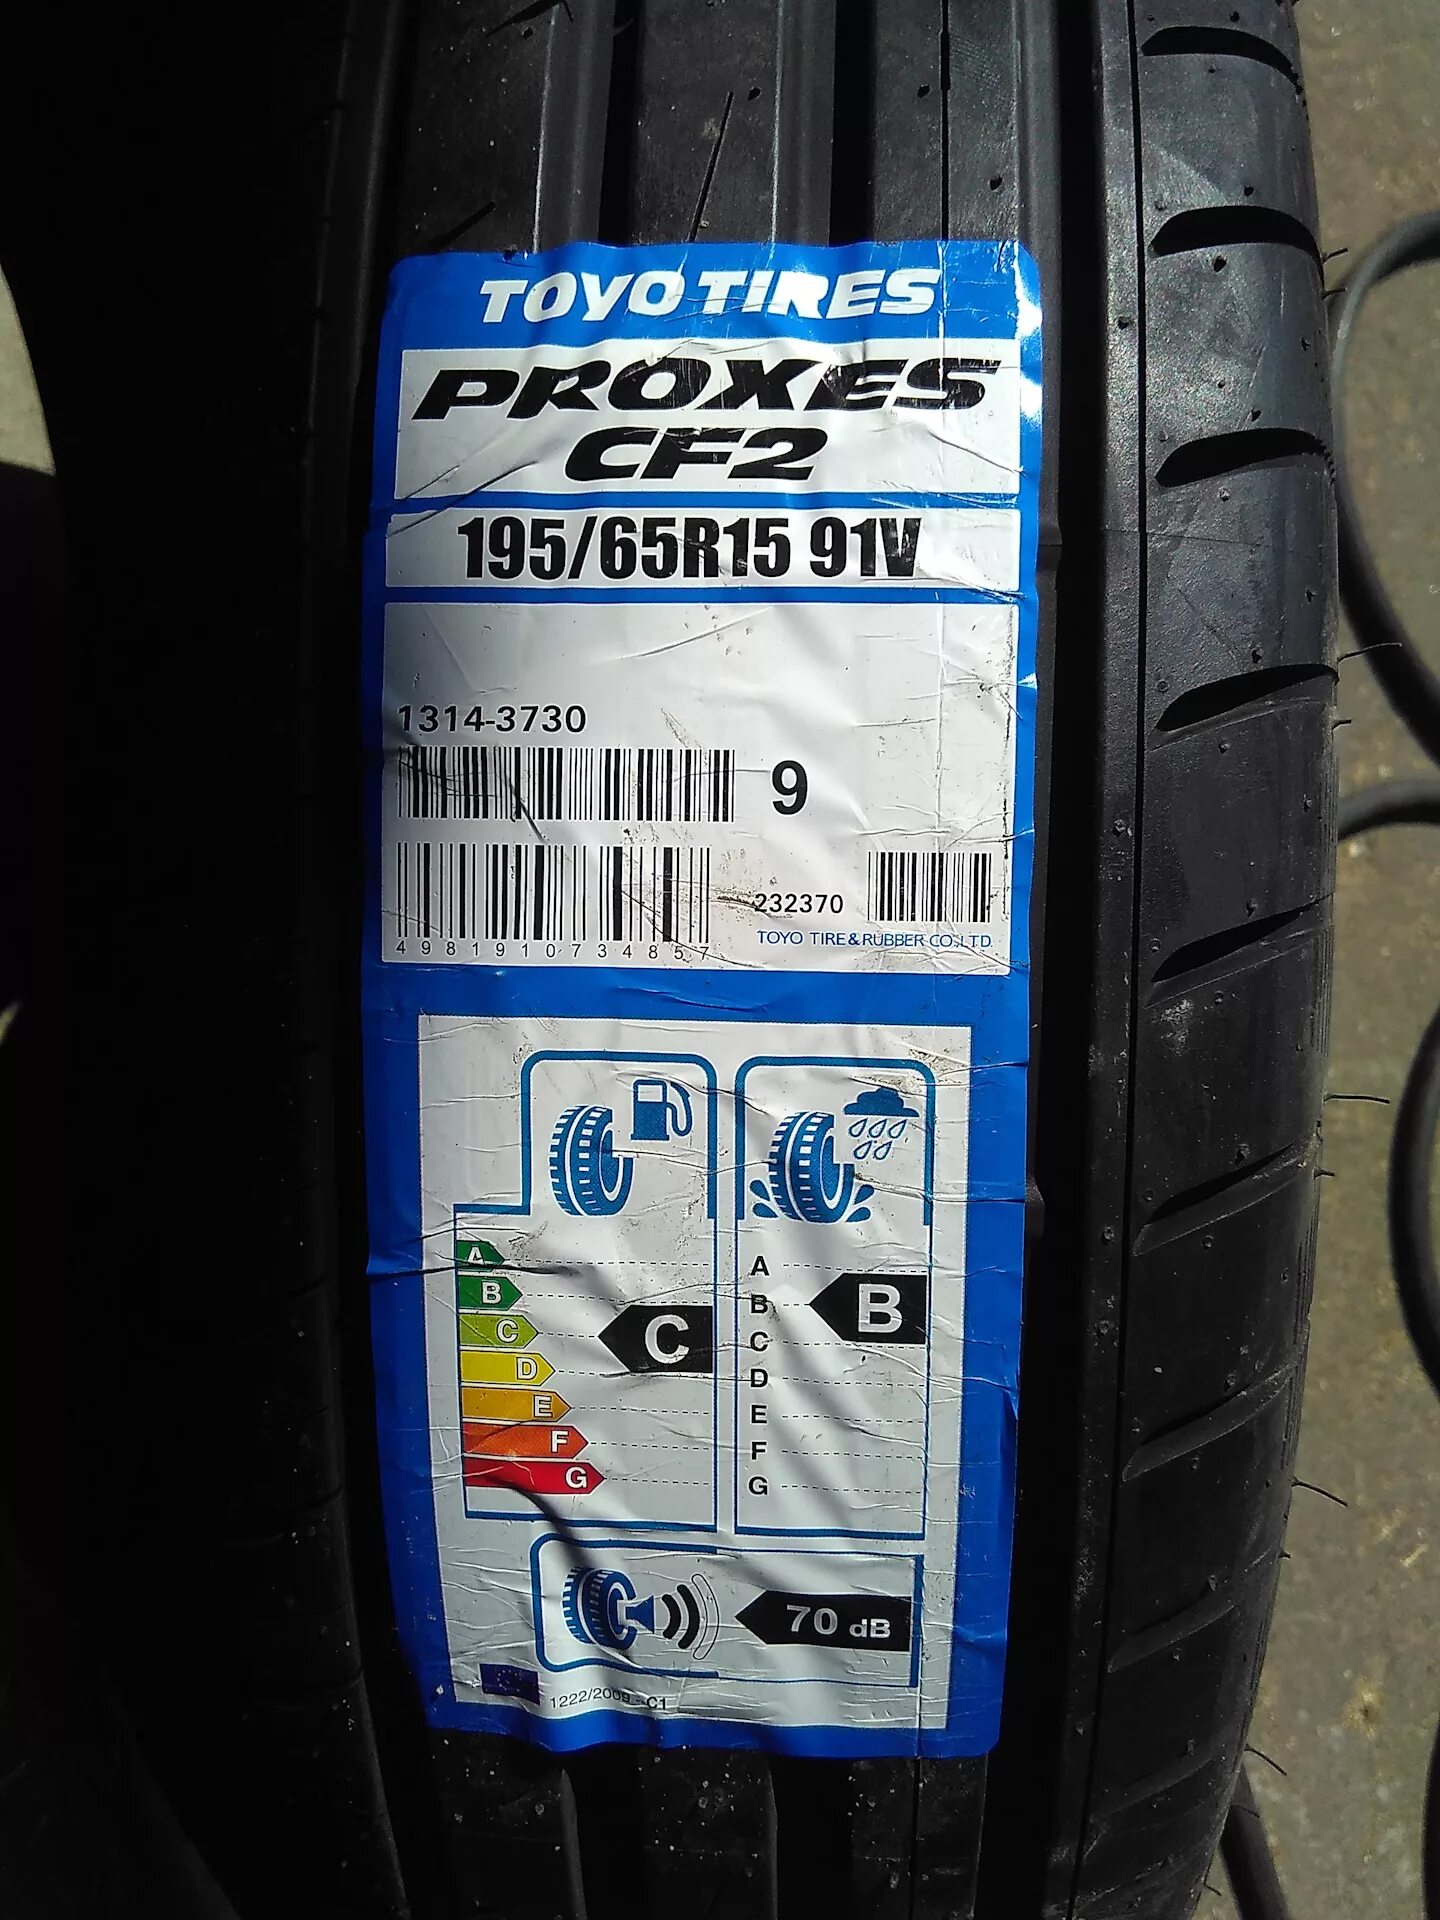 TOYO TIRES
PROXES
CF2
195/65R15 91V
1314-3730
9
4981910734857
232370
TOYO TIRE & RUBBER CO.,LTD.
A
B
C
D
E
F
G
C
A
B
C
D
E
F
G
B
70 dB
1222/2009 - C1